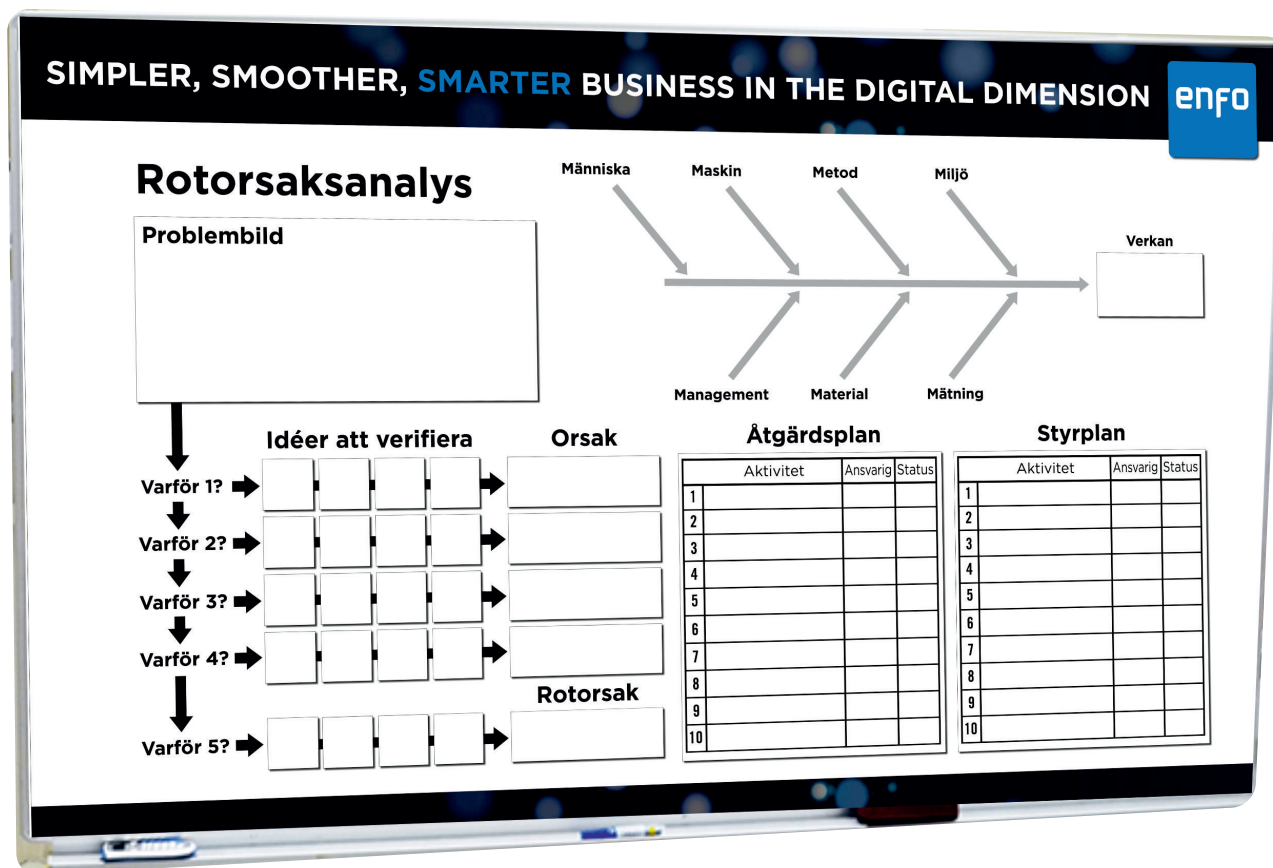 SIMPLER, SMOOTHER, SMARTER BUSINESS IN THE DIGITAL DIMENSION
enfo
Rotorsaksanalys
Problembild
Människa
Maskin
Metod
Miljö
Verkan
Management
Material
Mätning
Idéer att verifiera
Orsak
Varför 1?
Varför 2?
Varför 3?
Varför 4?
Rotorsak
Varför 5?
Åtgärdsplan
Aktivitet Ansvarig Status
1
2
3
4
5
6
7
8
9
10
Styrplan
Aktivitet Ansvarig Status
1
2
3
4
5
6
7
8
9
10